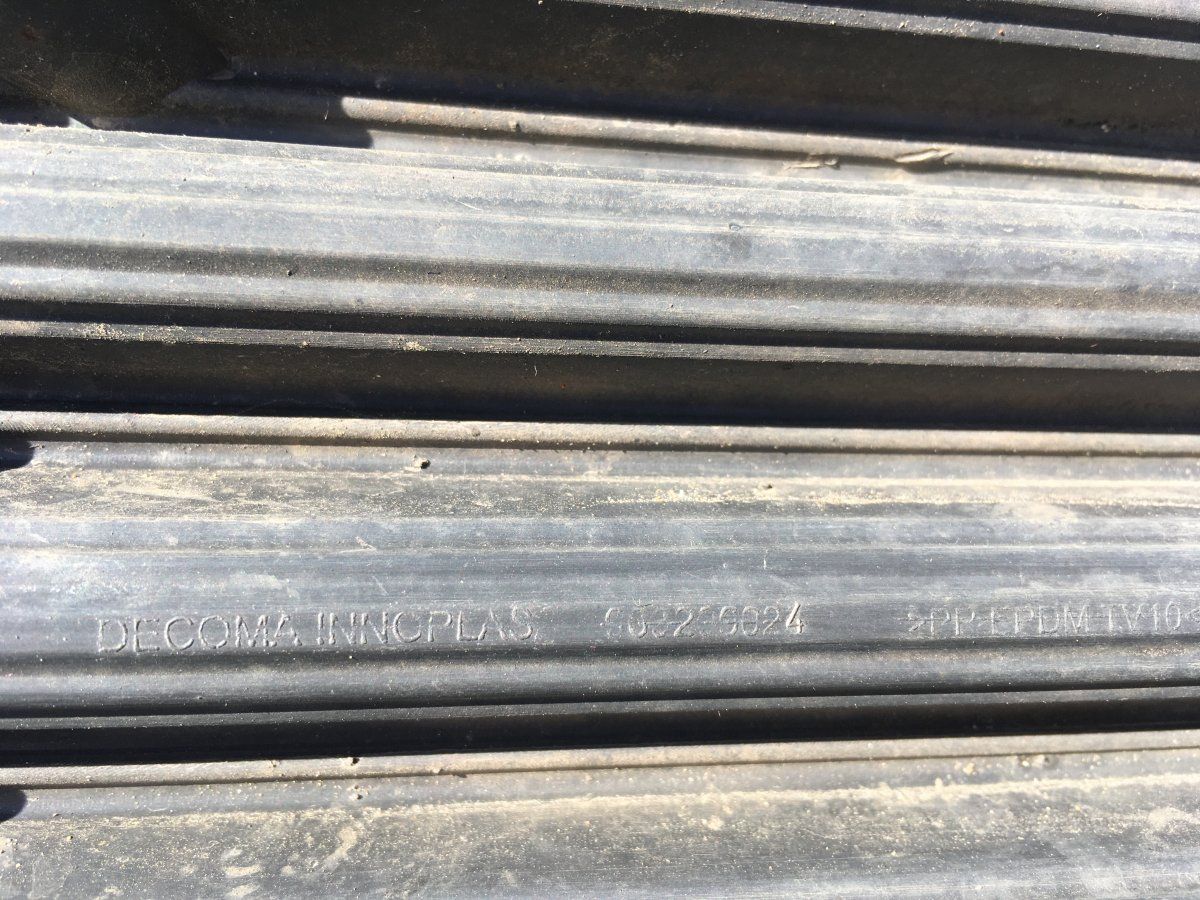 DECOMA INNOPLAS >PP-EPDM-TV10<